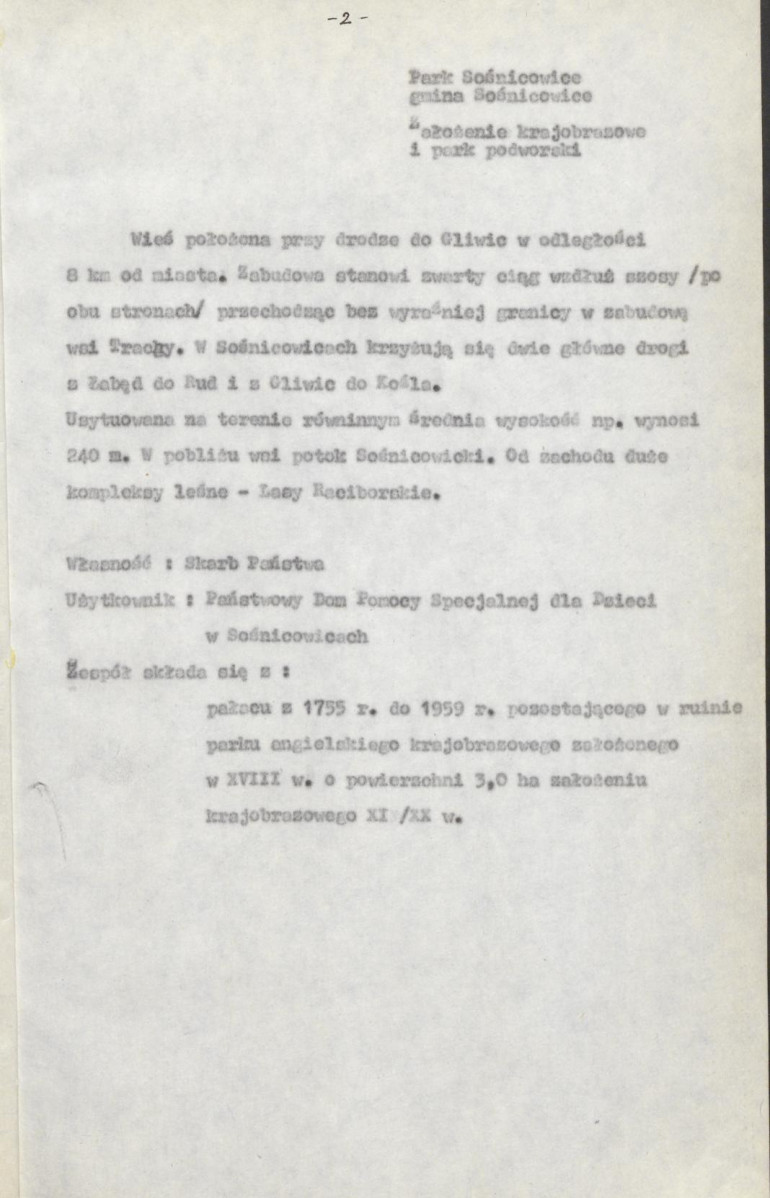 -2-
Park Sośnicowice
gmina Sośnicowice
Założenie krajobrazowe
i park podworski
Wieś położona przy drodze do Gliwic w odległości
8 km od miasta. Zabudowa stanowi zwarty ciąg wzdłuż szosy /po
obu stronach/ przechodząc bez wyraźniej granicy w zabudową
wsi Trachy. W Sośnicowicach krzyżują się dwie główne drogi
z Łabęd do Rud i z Gliwic do Koźla.
Usytuowana na terenie równinnym średnia wysokość np. wynosi
240 m. W pobliżu wsi potok Sośnicowicki. Od zachodu duże
kompleksy leśne - Lasy Raciborskie.
Własność : Skarb Państwa
Użytkownik : Państwowy Dom Pomocy Specjalnej dla Dzieci
w Sośnicowicach
Zespół składa się z :
pałacu z 1755 r. do 1959 r. pozostającego w ruinie
parku angielskiego krajobrazowego założonego
w XVIII w. o powierzchni 3,0 ha założeniu
krajobrazowego XI /XX w.